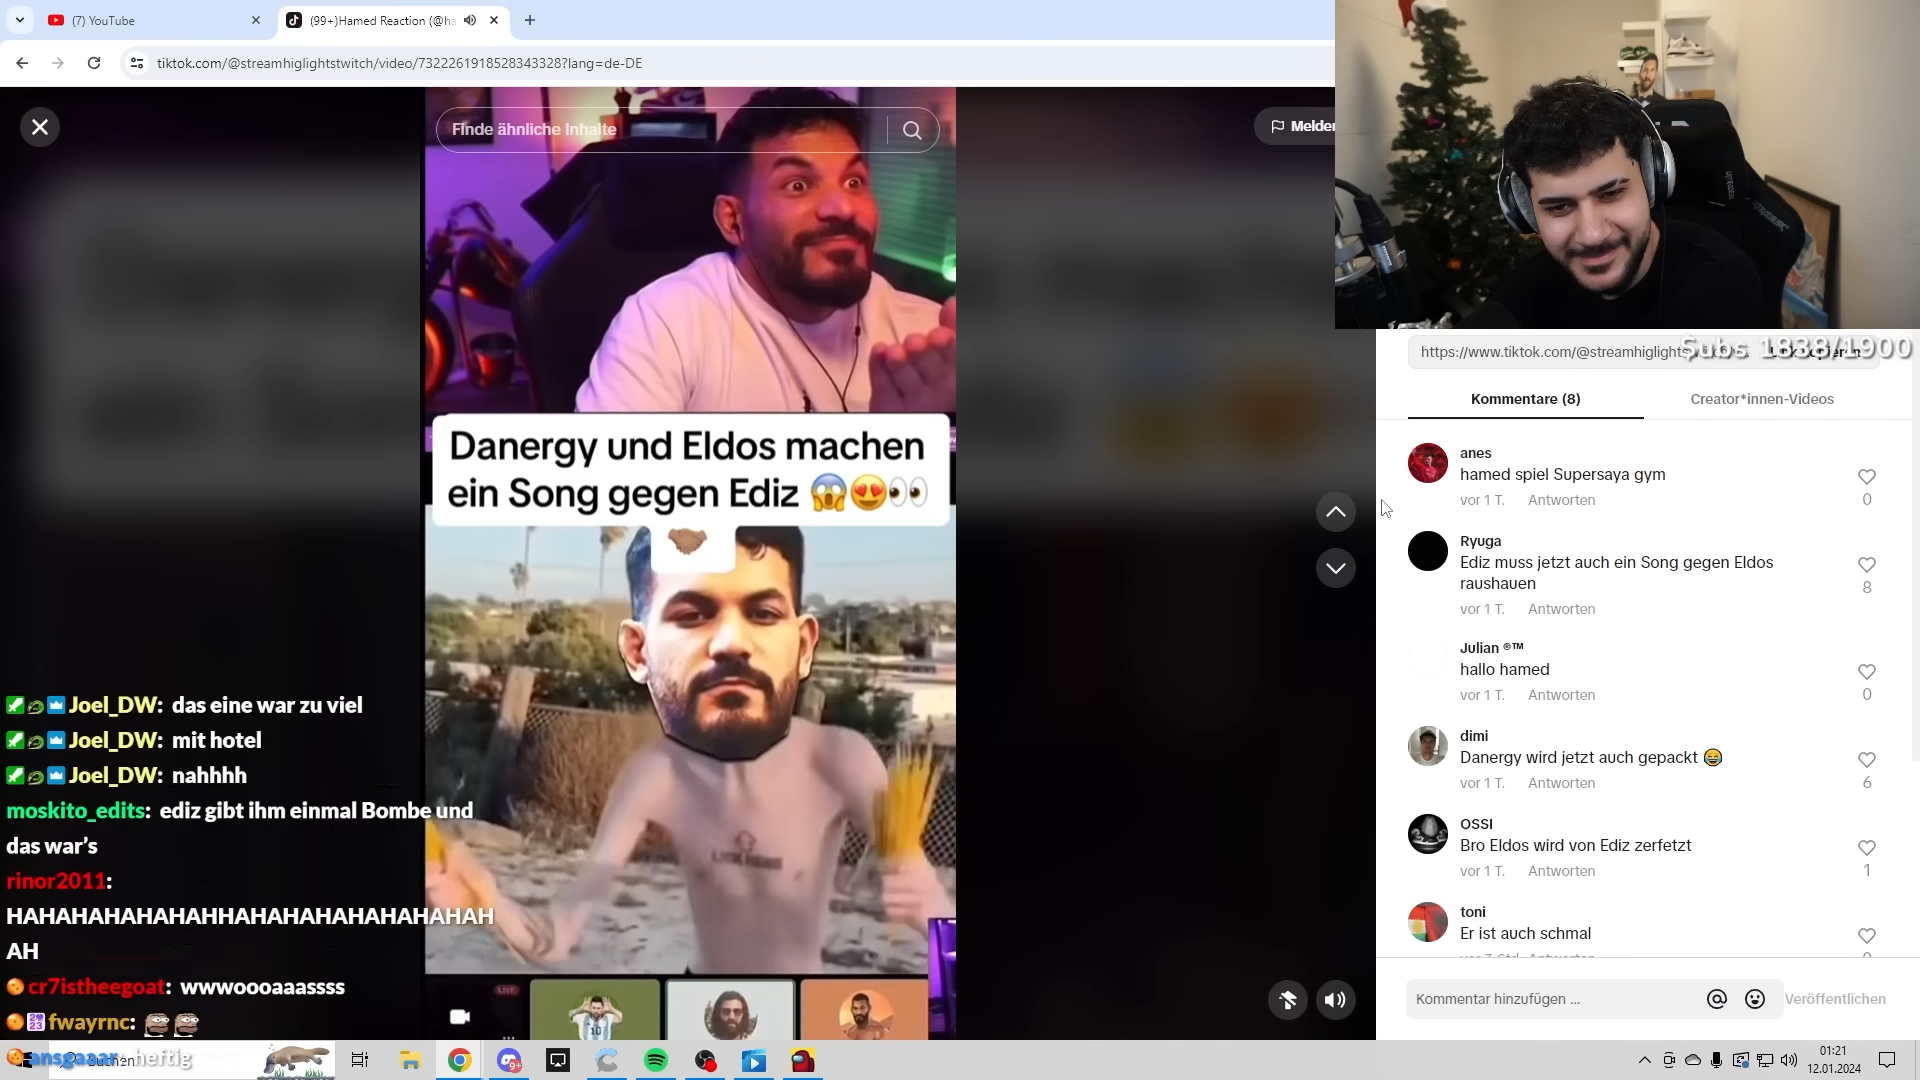 (7) YouTube
(99+)Hamed Reaction (@ha
tiktok.com/@streamhiglightstwitch/video/7322261918528343328?lang=de-DE
Finde ähnliche Inhalte
Melden
Danergy und Eldos machen
ein Song gegen Ediz 😱😍👀
LIVE
10
Joel_DW: das eine war zu viel
Joel_DW: mit hotel
Joel_DW: nahhhh
moskito_edits: ediz gibt ihm einmal Bombe und
das war's
rinor2011:
HAHAHAHAHAHAHHAHAHAHAHAHAHAHAH
AH
cr7istheegoat: wwwoooaaassss
fwayrnc:
heftig
Suchen
https://www.tiktok.com/@streamhiglights
Subs 1838/1900
Kommentare (8)
Creator*innen-Videos
anes
hamed spiel Supersaya gym
vor 1 T. Antworten
0
Ryuga
Ediz muss jetzt auch ein Song gegen Eldos
raushauen
8
vor 1 T. Antworten
Julian ®™
hallo hamed
vor 1 T. Antworten
0
dimi
Danergy wird jetzt auch gepackt 😂
vor 1 T. Antworten
6
OSSI
Bro Eldos wird von Ediz zerfetzt
vor 1 T. Antworten
1
toni
Er ist auch schmal
Kommentar hinzufügen ...
Veröffentlichen
9+
01:21
12.01.2024